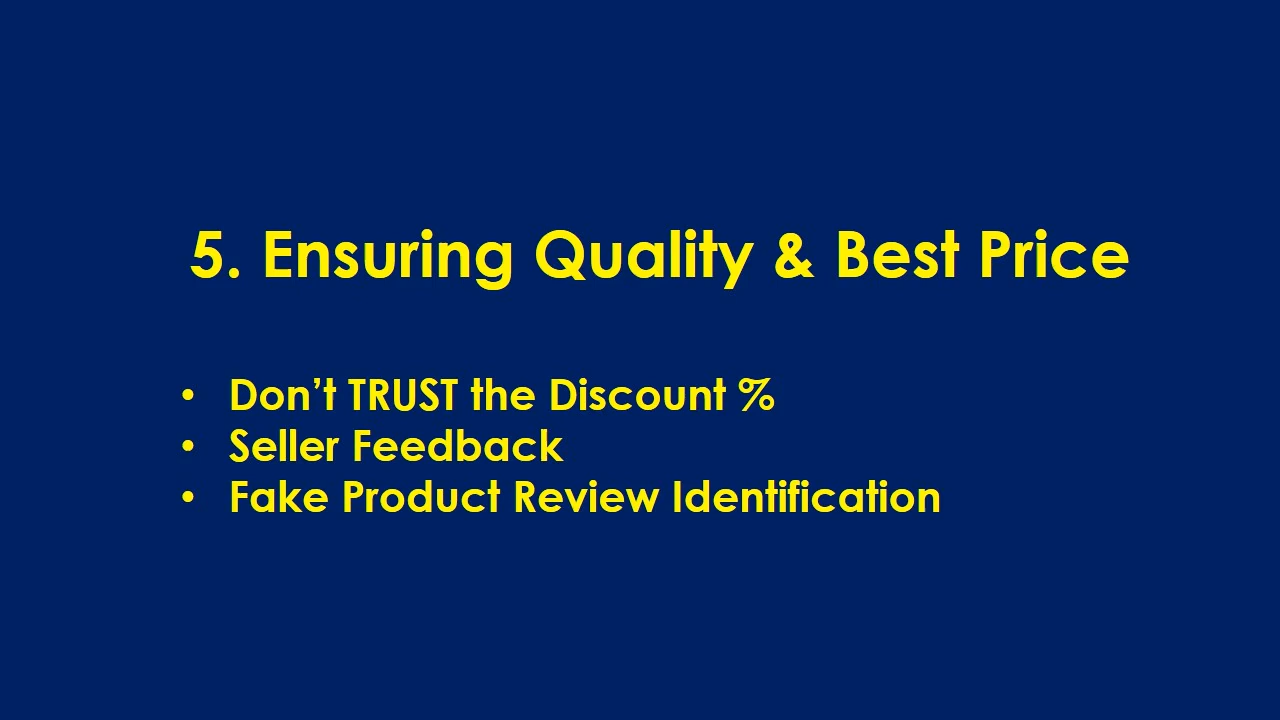 5. Ensuring Quality & Best Price
• Don’t TRUST the Discount %
• Seller Feedback
• Fake Product Review Identification